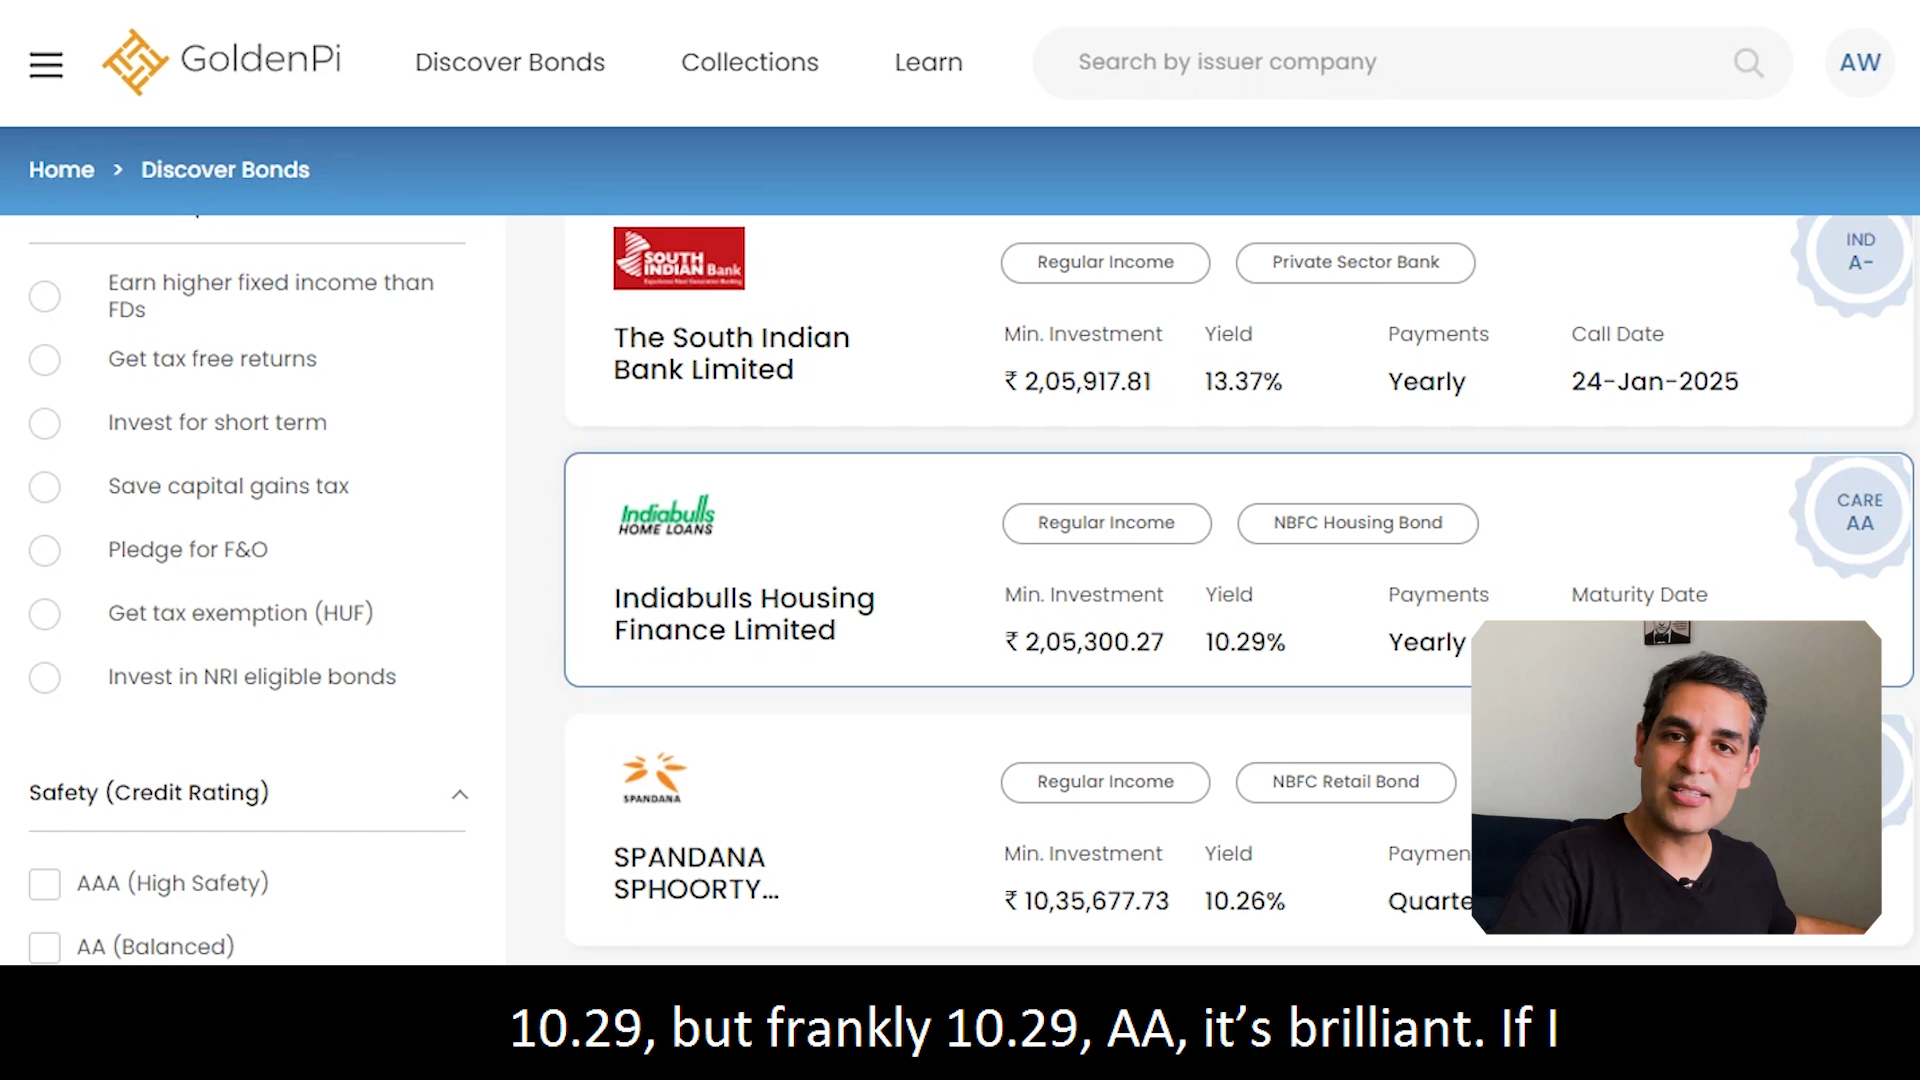 GoldenPi
Discover Bonds
Collections
Learn
Search by issuer company
AW
Home > Discover Bonds
Earn higher fixed income than
FDs
Get tax free returns
Invest for short term
Save capital gains tax
Pledge for F&O
Get tax exemption (HUF)
Invest in NRI eligible bonds
Safety (Credit Rating)
AAA (High Safety)
AA (Balanced)
SOUTH
INDIAN Bank
Regular Income
Private Sector Bank
IND
A-
The South Indian
Bank Limited
Min. Investment
Yield
Payments
Call Date
₹ 2,05,917.81
13.37%
Yearly
24-Jan-2025
Indiabulls
HOME LOANS
Regular Income
NBFC Housing Bond
CARE
AA
Indiabulls Housing
Finance Limited
Min. Investment
Yield
Payments
Maturity Date
₹ 2,05,300.27
10.29%
Yearly
SPANDANA
Regular Income
NBFC Retail Bond
SPANDANA
SPHOORTY...
Min. Investment
Yield
Paymen
₹ 10,35,677.73
10.26%
Quarte
10.29, but frankly 10.29, AA, it's brilliant. If I